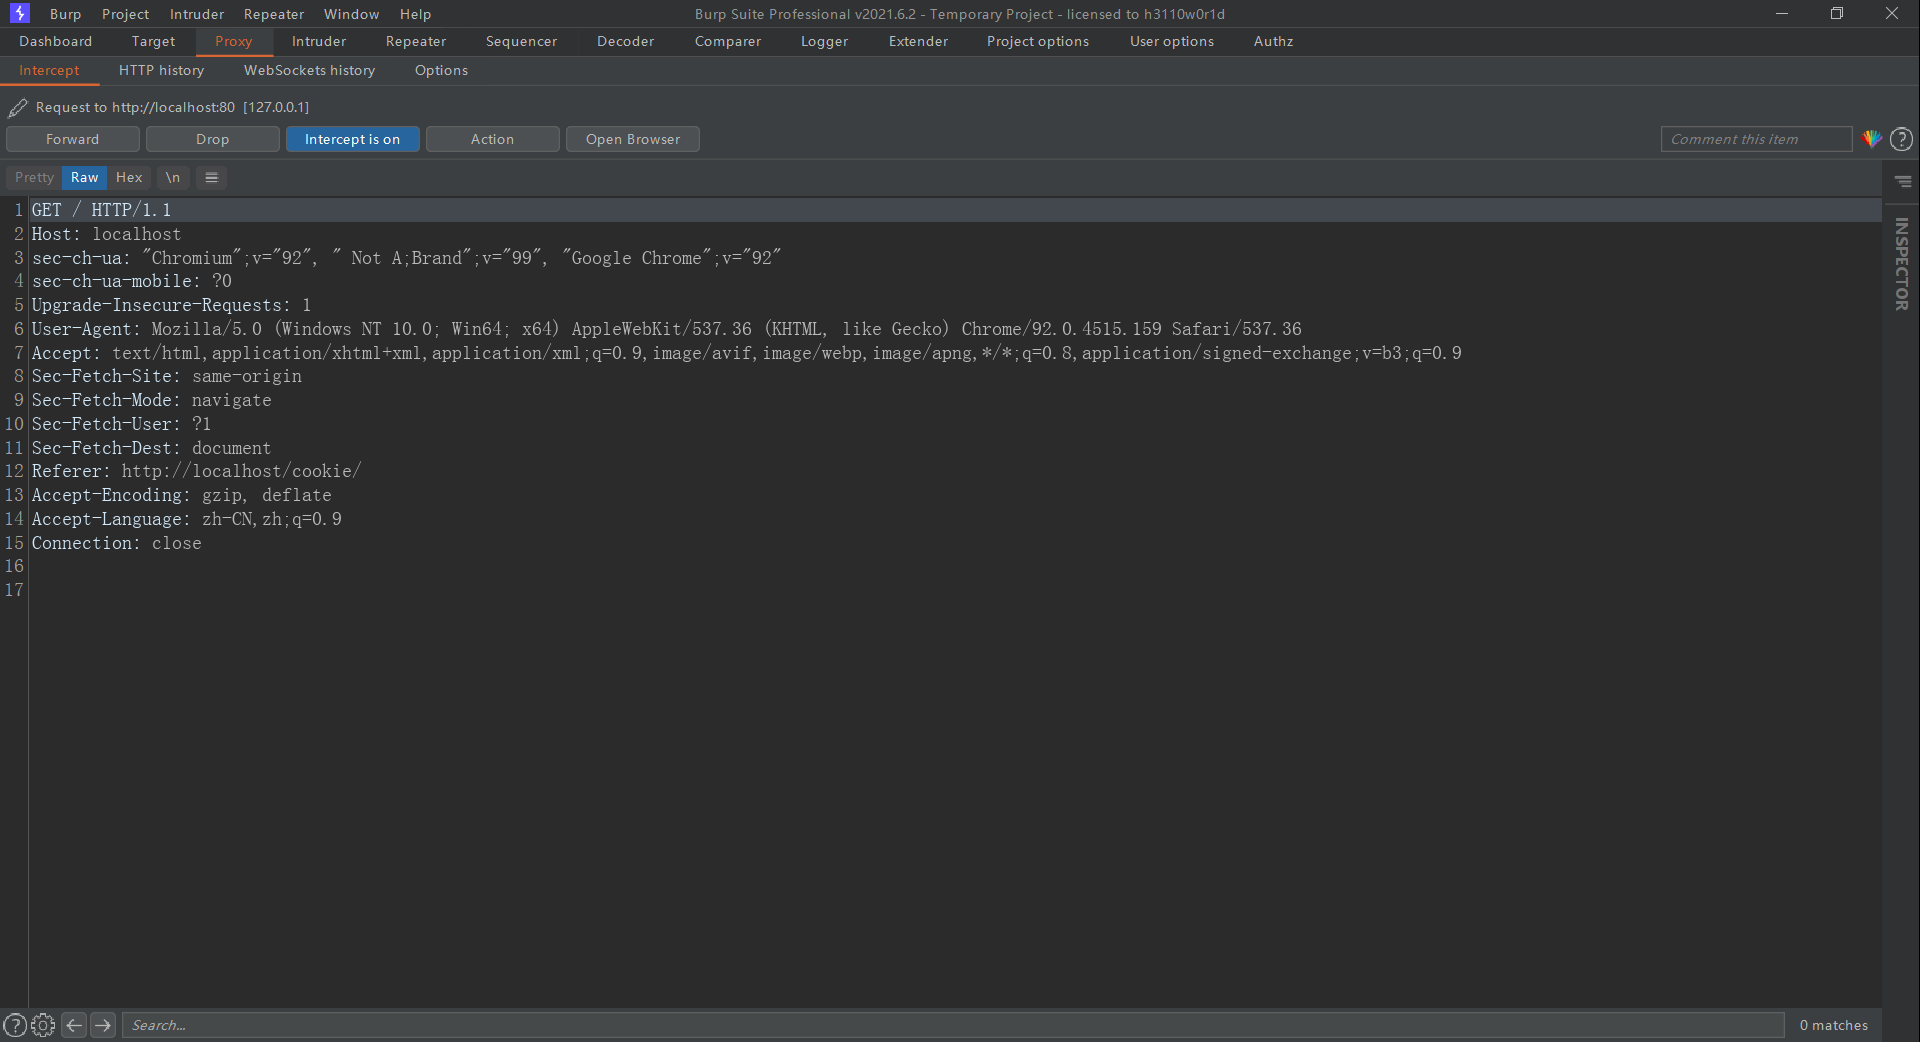 Burp Project Intruder Repeater Window Help Burp Suite Professional v2021.6.2 - Temporary Project - licensed to h3110w0r1d
Dashboard Target Proxy Intruder Repeater Sequencer Decoder Comparer Logger Extender Project options User options Authz
Intercept HTTP history WebSockets history Options
Request to http://localhost:80 [127.0.0.1]
Forward Drop Intercept is on Action Open Browser Comment this item ?
Pretty Raw Hex \n
INSPECTOR
1 GET / HTTP/1.1
2 Host: localhost
3 sec-ch-ua: "Chromium";v="92", " Not A;Brand";v="99", "Google Chrome";v="92"
4 sec-ch-ua-mobile: ?0
5 Upgrade-Insecure-Requests: 1
6 User-Agent: Mozilla/5.0 (Windows NT 10.0; Win64; x64) AppleWebKit/537.36 (KHTML, like Gecko) Chrome/92.0.4515.159 Safari/537.36
7 Accept: text/html,application/xhtml+xml,application/xml;q=0.9,image/avif,image/webp,image/apng,*/*;q=0.8,application/signed-exchange;v=b3;q=0.9
8 Sec-Fetch-Site: same-origin
9 Sec-Fetch-Mode: navigate
10 Sec-Fetch-User: ?1
11 Sec-Fetch-Dest: document
12 Referer: http://localhost/cookie/
13 Accept-Encoding: gzip, deflate
14 Accept-Language: zh-CN,zh;q=0.9
15 Connection: close
16
17
? Search... 0 matches